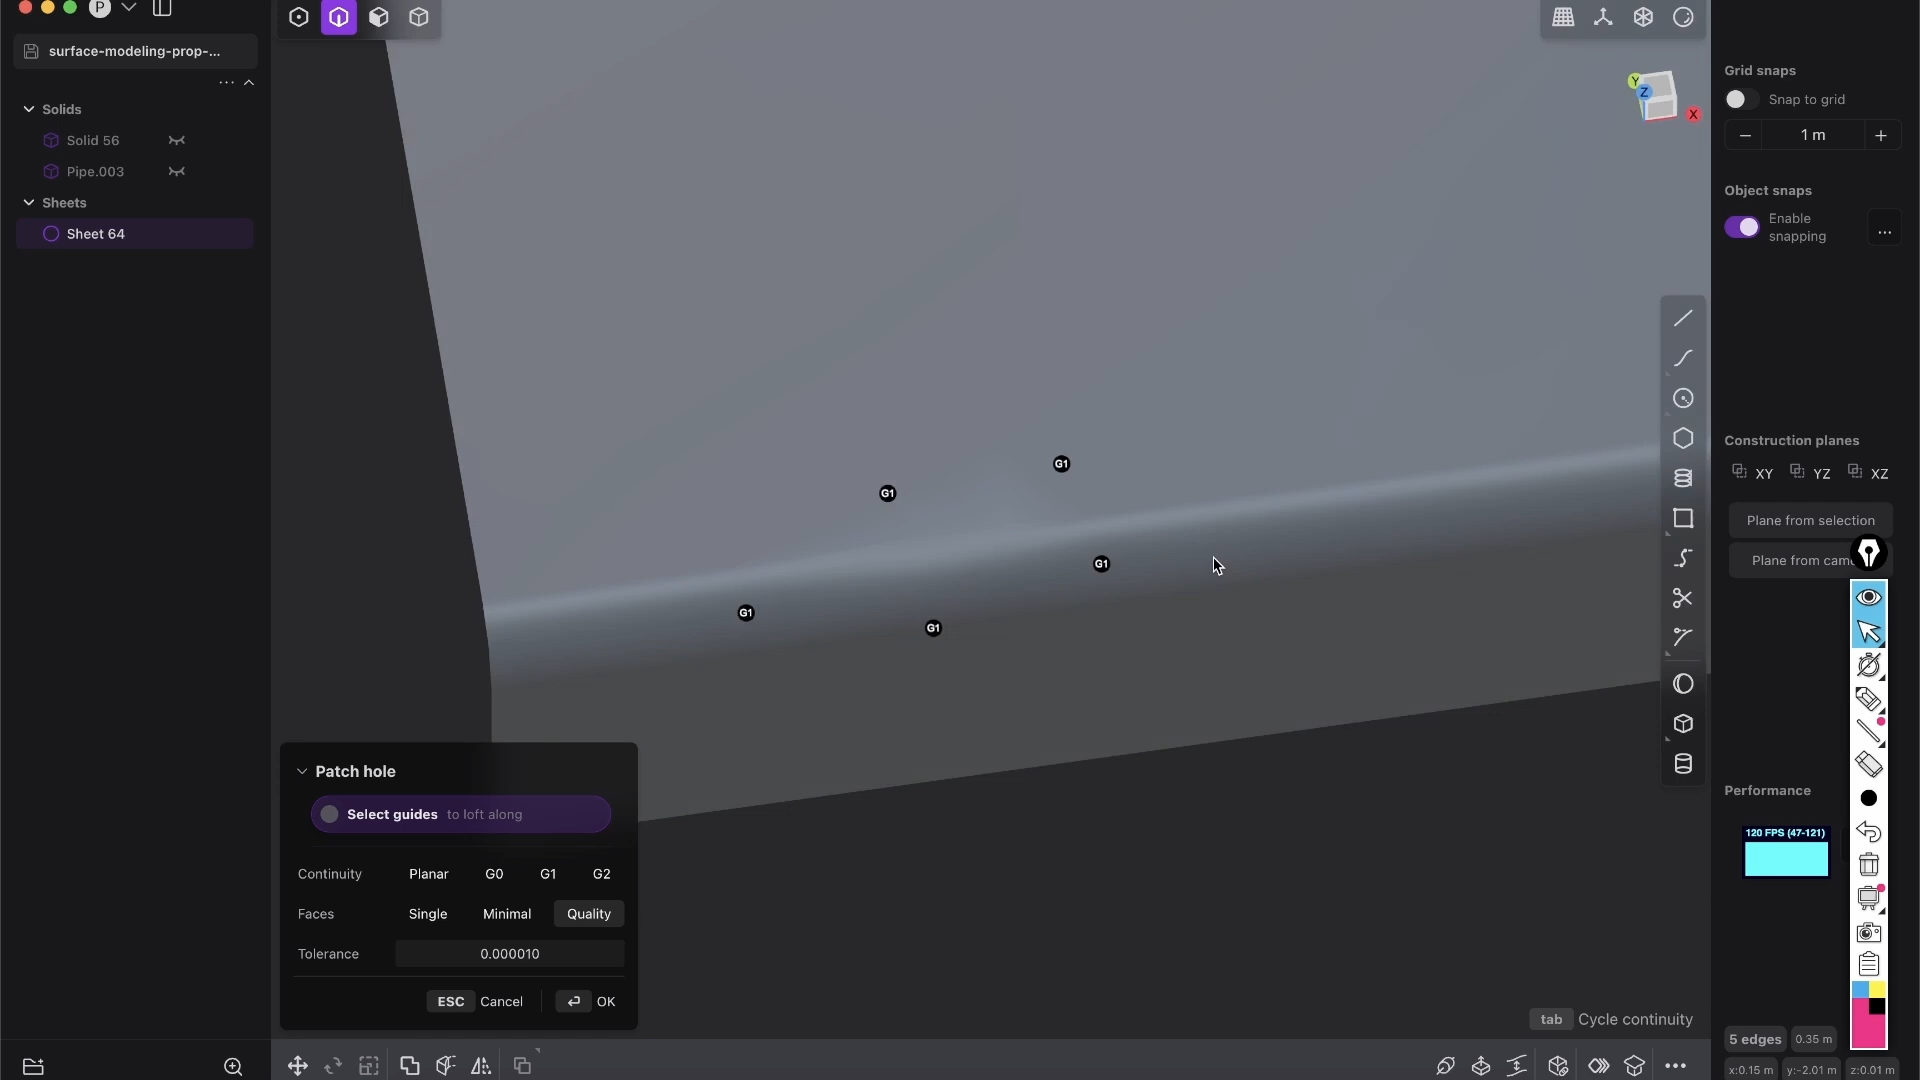 P
surface-modeling-prop-...
Solids
Solid 56
Pipe.003
Sheets
Sheet 64
Y
Z
X
G1
G1
G1
G1
G1
Patch hole
Select guides to loft along
Continuity Planar G0 G1 G2
Faces Single Minimal Quality
Tolerance 0.000010
ESC Cancel OK
tab Cycle continuity
Grid snaps
Snap to grid
1 m
Object snaps
Enable
snapping
Construction planes
XY YZ XZ
Plane from selection
Plane from cam
Performance
120 FPS (47-121)
5 edges 0.35 m
x:0.15 m y:-2.01 m z:0.01 m